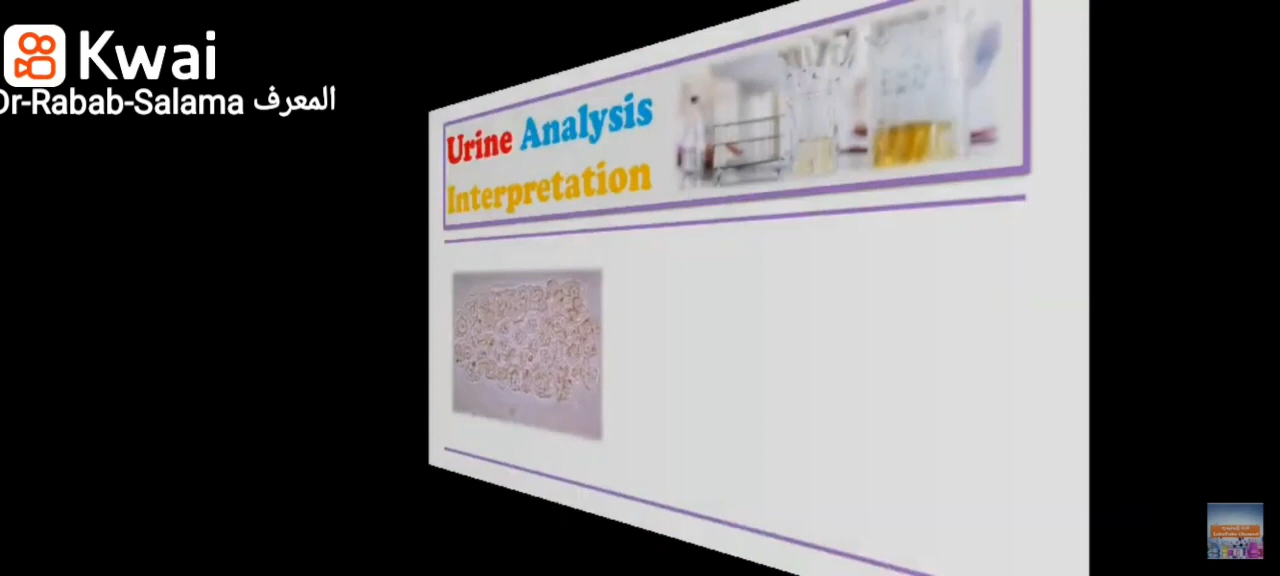 Kwai
Dr-Rabab-Salama المعرف
Urine Analysis
Interpretation